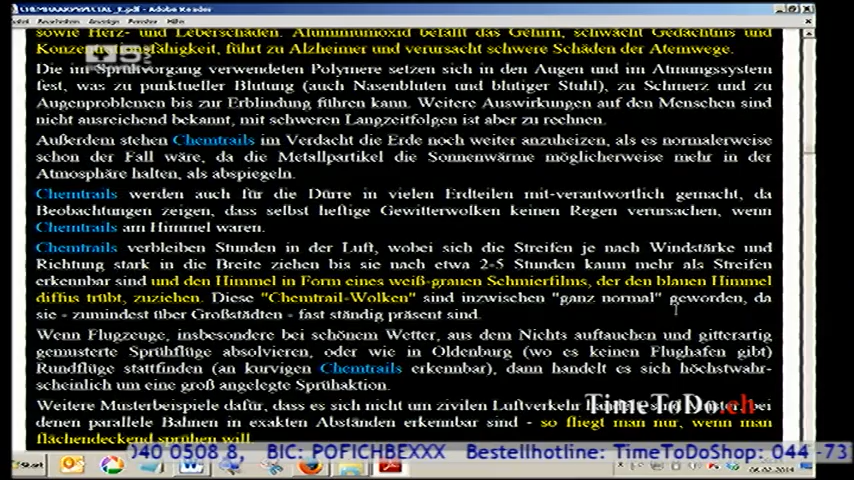 Adobe Reader
Anzeige Fenster Hilfe
sowie Herz- und Leberschäden. Aluminiumoxid befällt das Gehirn, schwächt Gedächtnis und
Konzentrationsfähigkeit, führt zu Alzheimer und verursacht schwere Schäden der Atemwege.
Die im Sprühvorgang verwendeten Polymere setzen sich in den Augen und im Atmungssystem
fest, was zu punktueller Blutung (auch Nasenbluten und blutiger Stuhl), zu Schmerz und zu
Augenproblemen bis zur Erblindung führen kann. Weitere Auswirkungen auf den Menschen sind
nicht ausreichend bekannt, mit schweren Langzeitfolgen ist aber zu rechnen.
Außerdem stehen Chemtrails im Verdacht die Erde noch weiter anzuheizen, als es normalerweise
schon der Fall wäre, da die Metallpartikel die Sonnenwärme möglicherweise mehr in der
Atmosphäre halten, als abspiegeln.
Chemtrails werden auch für die Dürre in vielen Erdteilen mit-verantwortlich gemacht, da
Beobachtungen zeigen, dass selbst heftige Gewitterwolken keinen Regen verursachen, wenn
Chemtrails am Himmel waren.
Chemtrails verbleiben Stunden in der Luft, wobei sich die Streifen je nach Windstärke und
Richtung stark in die Breite ziehen bis sie nach etwa 2-5 Stunden kaum mehr als Streifen
erkennbar sind und den Himmel in Form eines weiß-grauen Schmierfilms, der den blauen Himmel
diffus trübt, zuziehen. Diese "Chemtrail-Wolken" sind inzwischen "ganz normal" geworden, da
sie - zumindest über Großstädten - fast ständig präsent sind.
Wenn Flugzeuge, insbesondere bei schönem Wetter, aus dem Nichts auftauchen und gitterartig
gemusterte Sprühflüge absolvieren, oder wie in Oldenburg (wo es keinen Flughafen gibt)
Rundflüge stattfinden (an kurvigen Chemtrails erkennbar), dann handelt es sich höchstwahr-
scheinlich um eine groß angelegte Sprühaktion.
TimeToDo.ch
Weitere Musterbeispiele dafür, dass es sich nicht um zivilen Luftverkehr bei
denen parallele Bahnen in exakten Abständen erkennbar sind - so fliegt man nur, wenn man
flächendeckend sprühen will.
040 0508 8, BIC: POFICHBEXXX Bestellhotline: TimeToDoShop: 044 -73
Start
06.02.2014